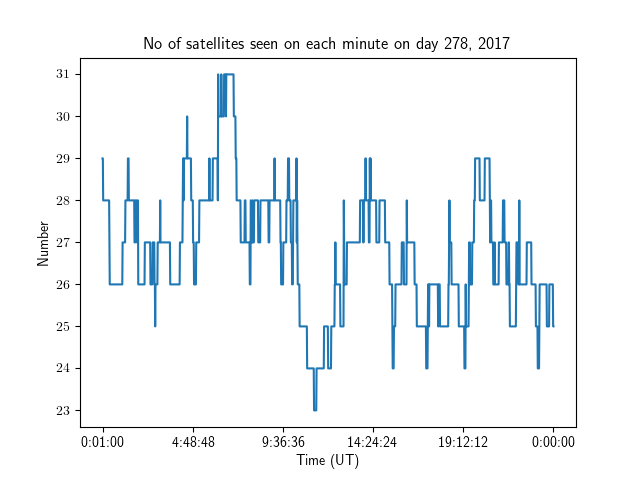 No of satellites seen on each minute on day 278, 2017
31
30
29
28
27
26
25
24
23
Number
0:01:00 4:48:48 9:36:36 14:24:24 19:12:12 0:00:00
Time (UT)